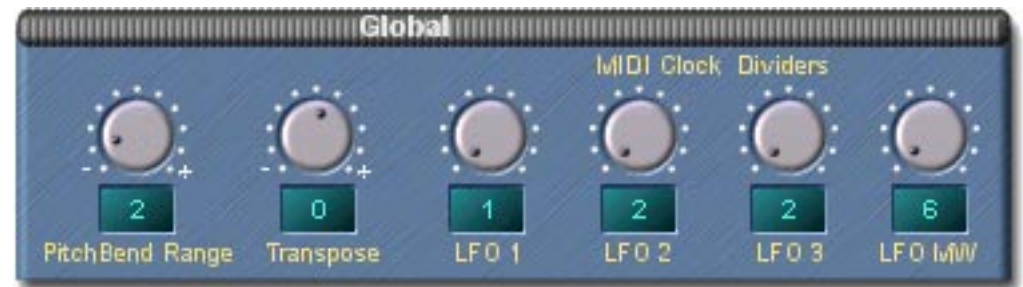 Global
MIDI Clock Dividers
- + - +
2 0 1 2 2 6
PitchBend Range Transpose LFO 1 LFO 2 LFO 3 LFO MW